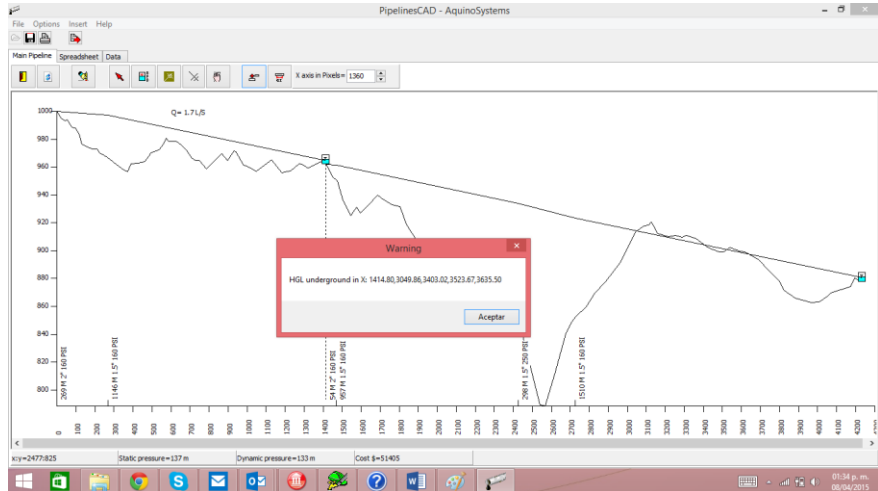 PipelinesCAD - AquinoSystems
File Options Insert Help
Main Pipeline Spreadsheet Data
X axis in Pixels= 1360
Q= 1.7L/S
1000
980
960
940
920
900
880
860
840
820
800
Warning
HGL underground in X: 1414.80,3049.86,3403.02,3523.67,3635.50
Aceptar
269 M 2" 160 PSI
1146 M 1.5" 160 PSI
54 M 2" 160 PSI
957 M 1.5" 160 PSI
298 M 1.5" 250 PSI
1510 M 1.5" 160 PSI
0 100 200 300 400 500 600 700 800 900 1000 1100 1200 1300 1400 1500 1600 1700 1800 1900 2000 2100 2200 2300 2400 2500 2600 2700 2800 2900 3000 3100 3200 3300 3400 3500 3600 3700 3800 3900 4000 4100 4200
x:y=2477:825 Static pressure=137 m Dynamic pressure=133 m Cost $=51405
01:34 p. m.
08/04/2015